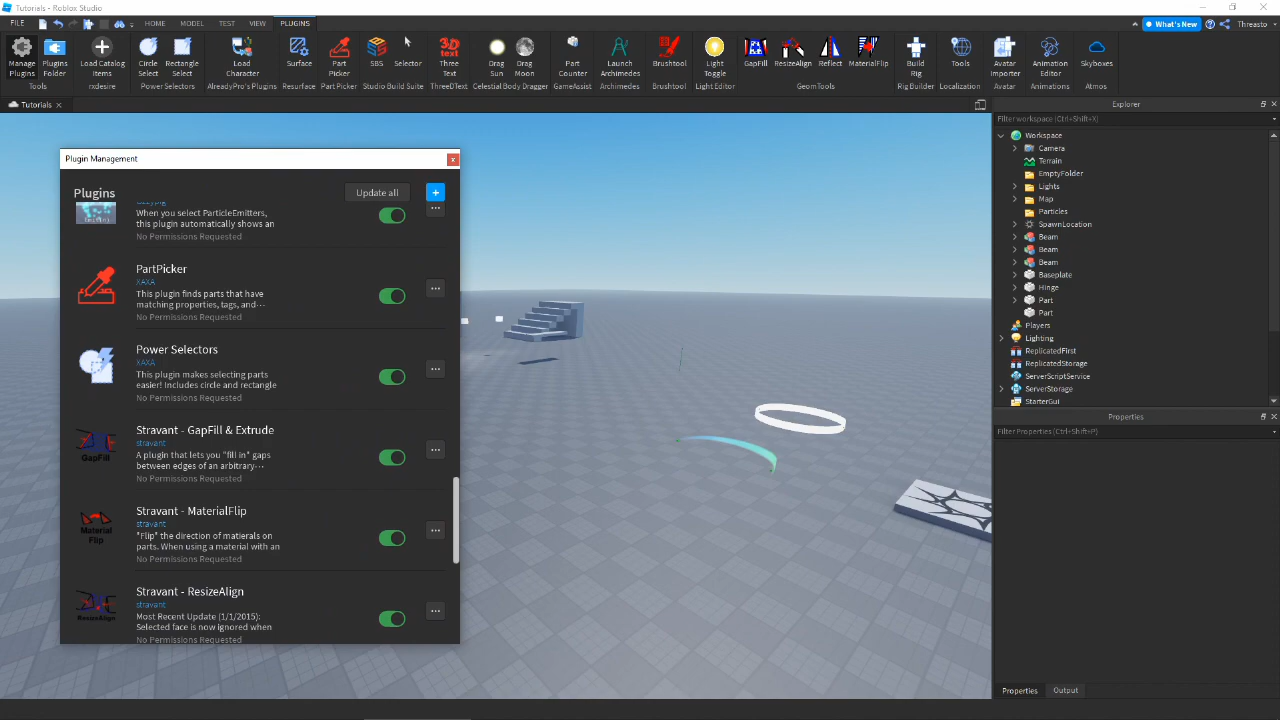 Tutorials - Roblox Studio
FILE HOME MODEL TEST VIEW PLUGINS
What's New Threasto
Manage Plugins
Plugins Folder
Tools
Load Catalog Items
rxdesire
Circle Select
Rectangle Select
Power Selectors
Load Character
AlreadyPro's Plugins
Surface
Resurface
Part Picker
Part Picker
SBS
Selector
Studio Build Suite
3D TEXT
Three Text
ThreeDText
Drag Sun
Drag Moon
Celestial Body Dragger
Part Counter
GameAssist
Launch Archimedes
Archimedes
Brushtool
Brushtool
Light Toggle
Light Editor
GapFill
ResizeAlign
Reflect
MaterialFlip
GeomTools
Build Rig
Rig Builder
Tools
Localization
Avatar Importer
Avatar
Animation Editor
Animations
Skyboxes
Atmos
Tutorials
Plugin Management
Plugins
Update all
When you select ParticleEmitters,
this plugin automatically shows an
No Permissions Requested
PartPicker
XAXA
This plugin finds parts that have
matching properties, tags, and···
No Permissions Requested
Power Selectors
XAXA
This plugin makes selecting parts
easier! Includes circle and rectangle
No Permissions Requested
GapFill
Stravant - GapFill & Extrude
stravant
A plugin that lets you "fill in" gaps
between edges of an arbitrary···
No Permissions Requested
Material
Flip
Stravant - MaterialFlip
stravant
"Flip" the direction of matierals on
parts. When using a material with an
No Permissions Requested
ResizeAlign
Stravant - ResizeAlign
stravant
Most Recent Update (1/1/2015):
Selected face is now ignored when
No Permissions Requested
Explorer
Filter workspace (Ctrl+Shift+X)
Workspace
Camera
Terrain
EmptyFolder
Lights
Map
Particles
SpawnLocation
Beam
Beam
Beam
Baseplate
Hinge
Part
Part
Players
Lighting
ReplicatedFirst
ReplicatedStorage
ServerScriptService
ServerStorage
StarterGui
Properties
Filter Properties (Ctrl+Shift+P)
Properties Output